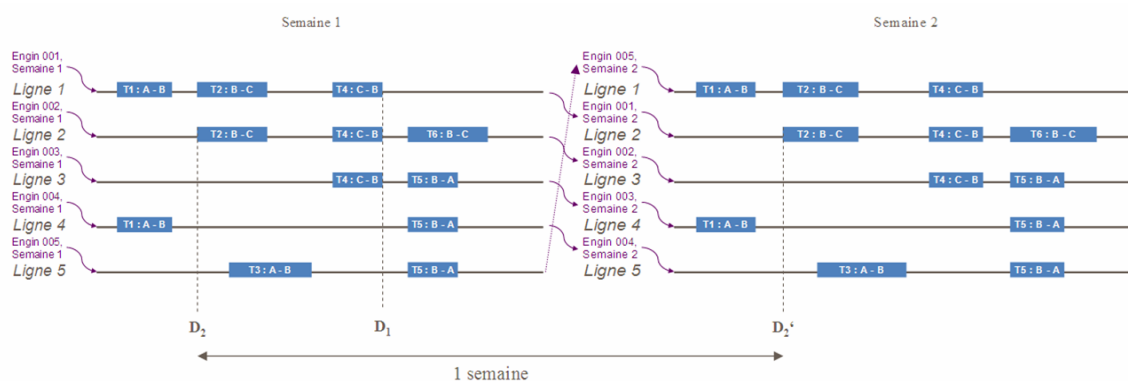 Semaine 1
Semaine 2
Engin 001,
Semaine 1
Ligne 1
T1 : A - B
T2 : B - C
T4 : C - B
Engin 002,
Semaine 1
Ligne 2
T2 : B - C
T4 : C - B
T6 : B - C
Engin 003,
Semaine 1
Ligne 3
T4 : C - B
T5 : B - A
Engin 004,
Semaine 1
Ligne 4
T1 : A - B
T5 : B - A
Engin 005,
Semaine 1
Ligne 5
T3 : A - B
T5 : B - A
Engin 005,
Semaine 2
Ligne 1
T1 : A - B
T2 : B - C
T4 : C - B
Engin 001,
Semaine 2
Ligne 2
T2 : B - C
T4 : C - B
T6 : B - C
Engin 002,
Semaine 2
Ligne 3
T4 : C - B
T5 : B - A
Engin 003,
Semaine 2
Ligne 4
T1 : A - B
T5 : B - A
Engin 004,
Semaine 2
Ligne 5
T3 : A - B
T5 : B - A
D2
D1
D2‘
1 semaine